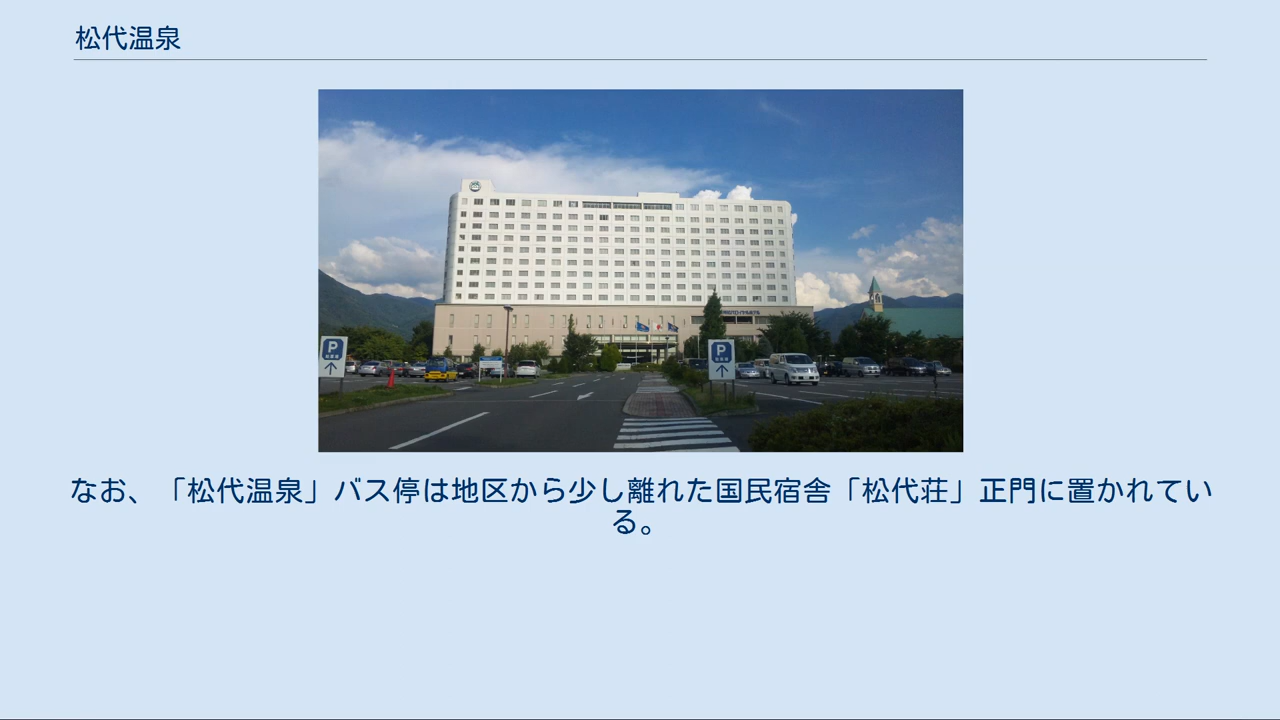 松代温泉
P
P
なお、「松代温泉」バス停は地区から少し離れた国民宿舎「松代荘」正門に置かれてい
る。